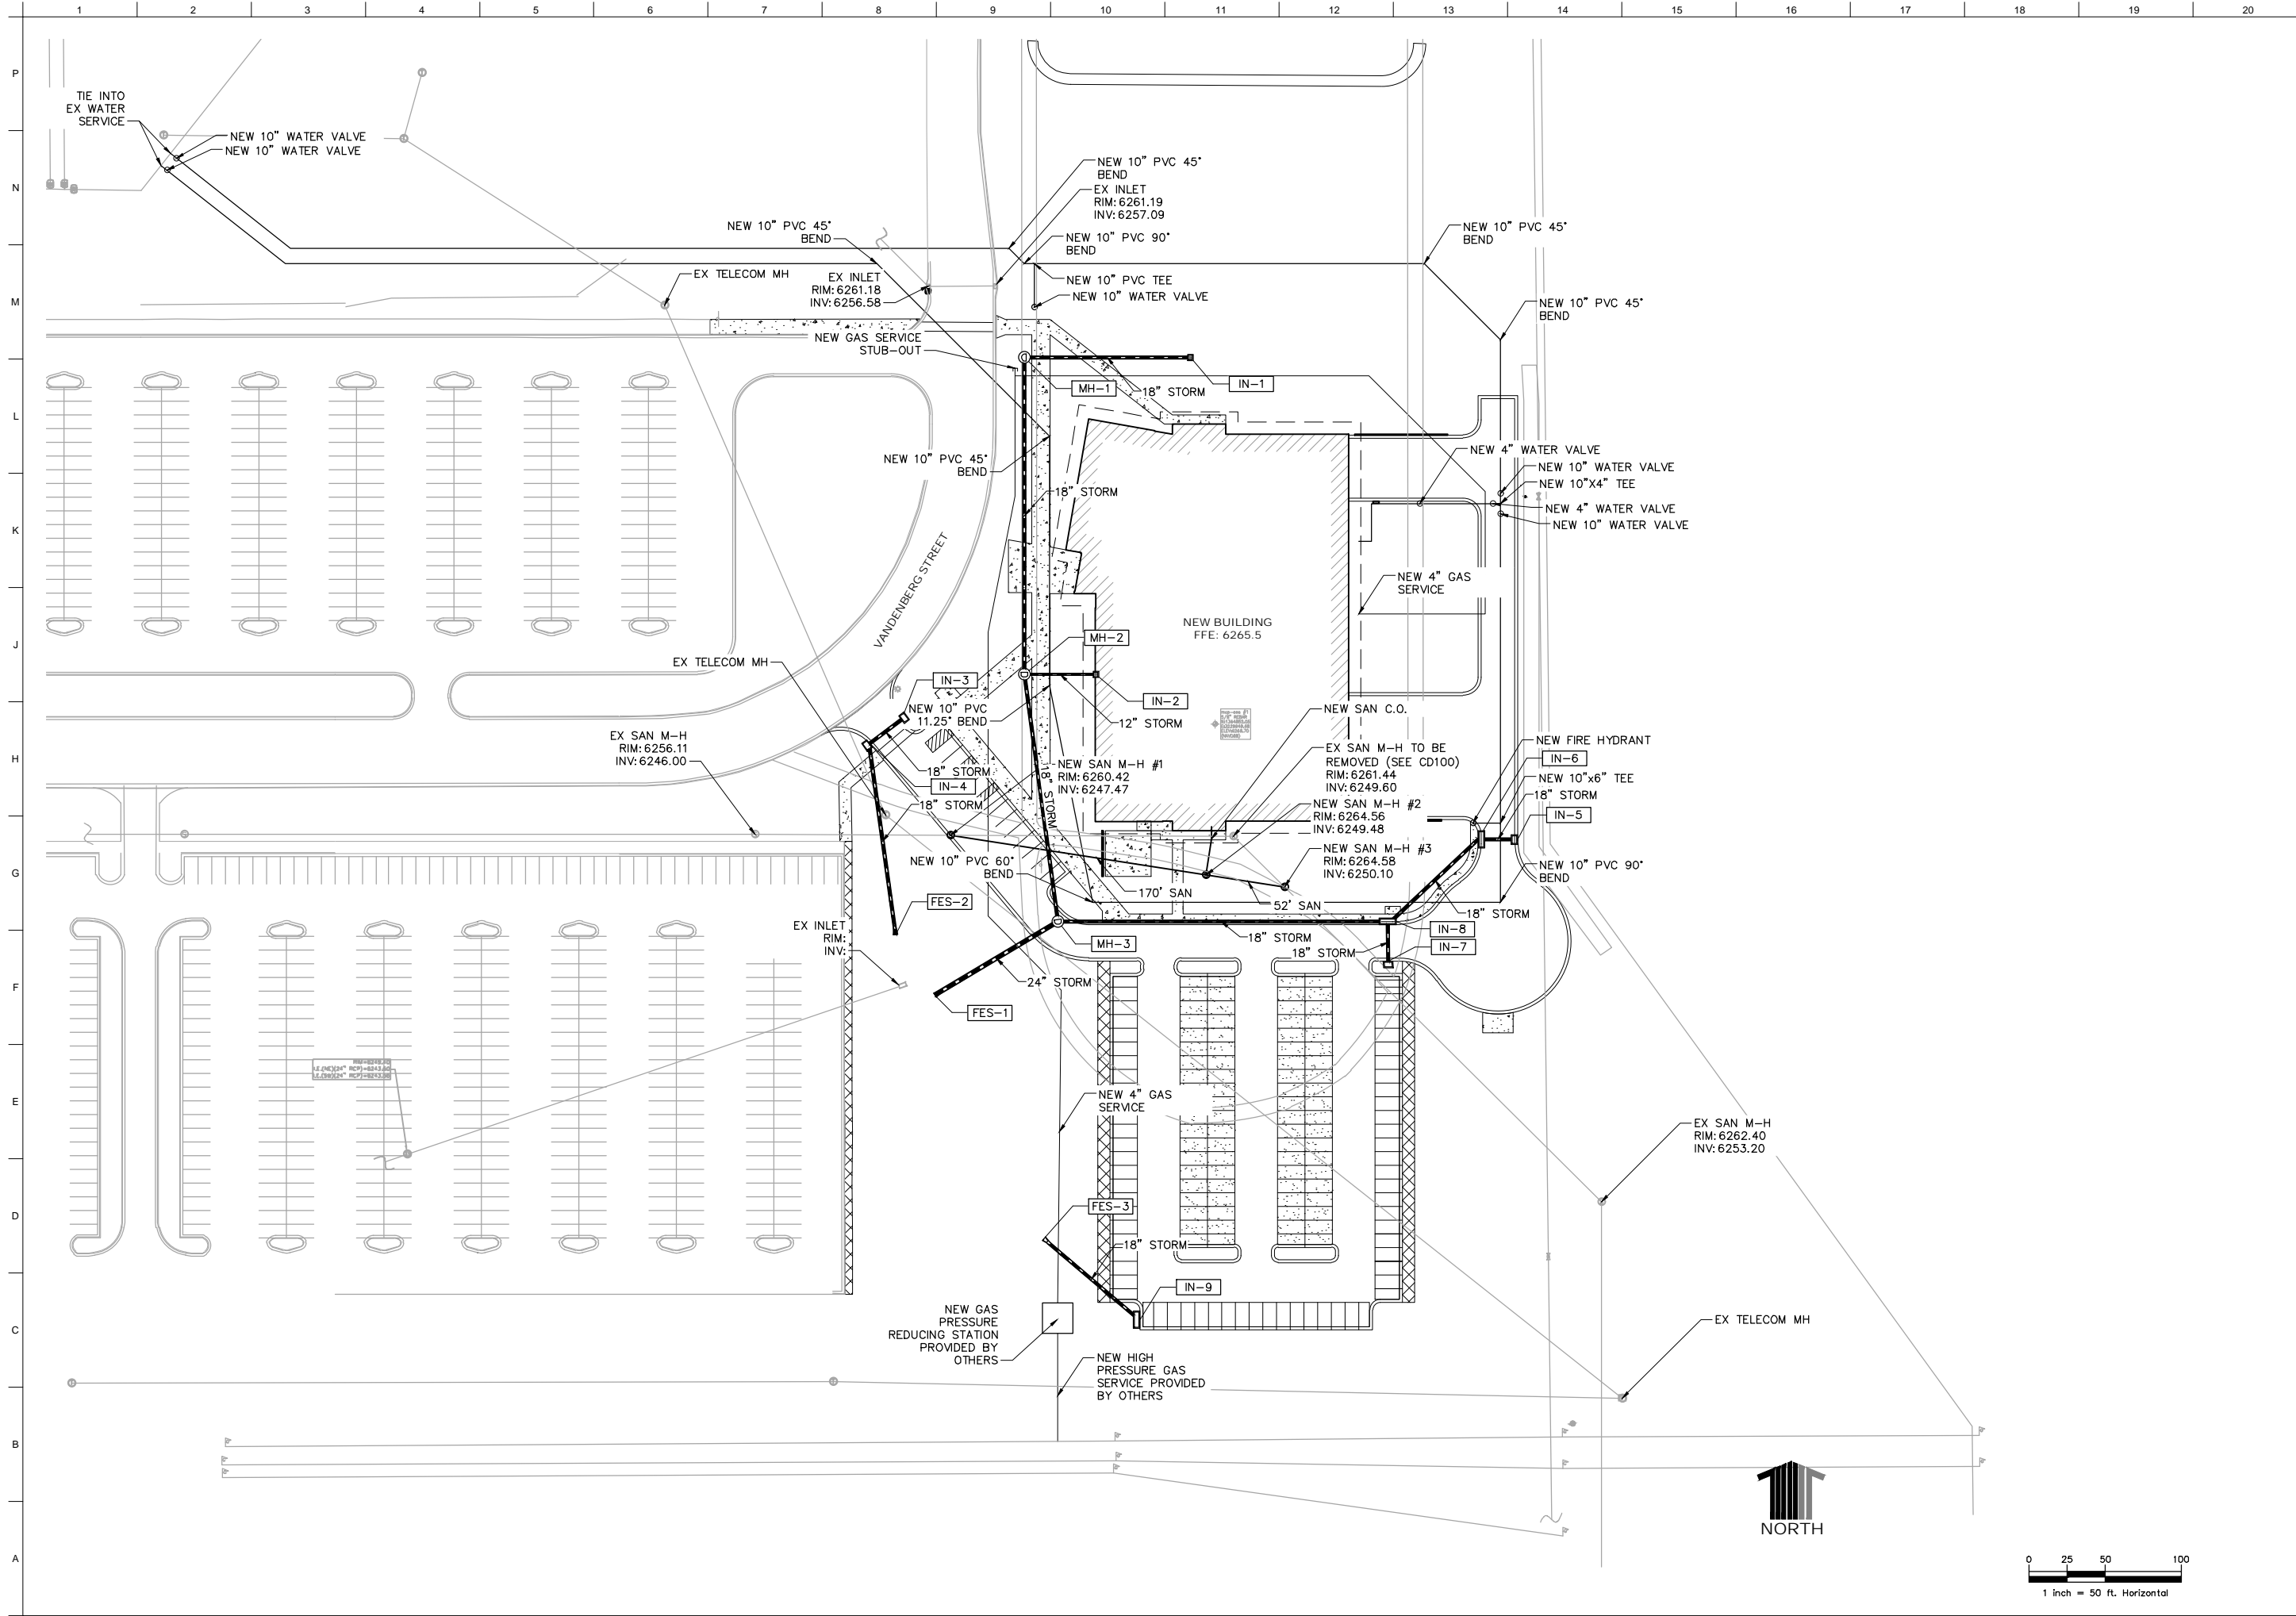 1 2 3 4 5 6 7 8 9 10 11 12 13 14 15 16 17 18 19 20
P
TIE INTO
EX WATER
SERVICE
NEW 10" WATER VALVE
NEW 10" WATER VALVE
N
NEW 10" PVC 45°
BEND
EX INLET
RIM: 6261.19
INV: 6257.09
NEW 10" PVC 45°
BEND
NEW 10" PVC 90°
BEND
NEW 10" PVC 45°
BEND
EX TELECOM MH
EX INLET
RIM: 6261.18
INV: 6256.58
NEW 10" PVC TEE
NEW 10" WATER VALVE
M
NEW 10" PVC 45°
BEND
NEW GAS SERVICE
STUB-OUT
MH-1
18" STORM
IN-1
L
NEW 10" PVC 45°
BEND
NEW 4" WATER VALVE
NEW 10" WATER VALVE
NEW 10"X4" TEE
NEW 4" WATER VALVE
NEW 10" WATER VALVE
18" STORM
K
VANDENBERG STREET
NEW 4" GAS
SERVICE
NEW BUILDING
FFE: 6265.5
J
MH-2
EX TELECOM MH
IN-3
IN-2
NEW 10" PVC
11.25° BEND
12" STORM
NEW SAN C.O.
EX SAN M-H
RIM: 6256.11
INV: 6246.00
H
18" STORM
IN-4
18" STORM
18" STORM
NEW SAN M-H #1
RIM: 6260.42
INV: 6247.47
EX SAN M-H TO BE
REMOVED (SEE CD100)
RIM: 6261.44
INV: 6249.60
NEW SAN M-H #2
RIM: 6264.56
INV: 6249.48
NEW FIRE HYDRANT
IN-6
NEW 10"x6" TEE
18" STORM
IN-5
NEW SAN M-H #3
RIM: 6264.58
INV: 6250.10
G
NEW 10" PVC 60°
BEND
NEW 10" PVC 90°
BEND
170' SAN
52' SAN
FES-2
18" STORM
EX INLET
RIM:
INV:
MH-3
18" STORM
IN-8
18" STORM
IN-7
F
24" STORM
FES-1
E
NEW 4" GAS
SERVICE
EX SAN M-H
RIM: 6262.40
INV: 6253.20
D
FES-3
18" STORM
IN-9
C
NEW GAS
PRESSURE
REDUCING STATION
PROVIDED BY
OTHERS
EX TELECOM MH
NEW HIGH
PRESSURE GAS
SERVICE PROVIDED
BY OTHERS
B
NORTH
A
0 25 50 100
1 inch = 50 ft. Horizontal